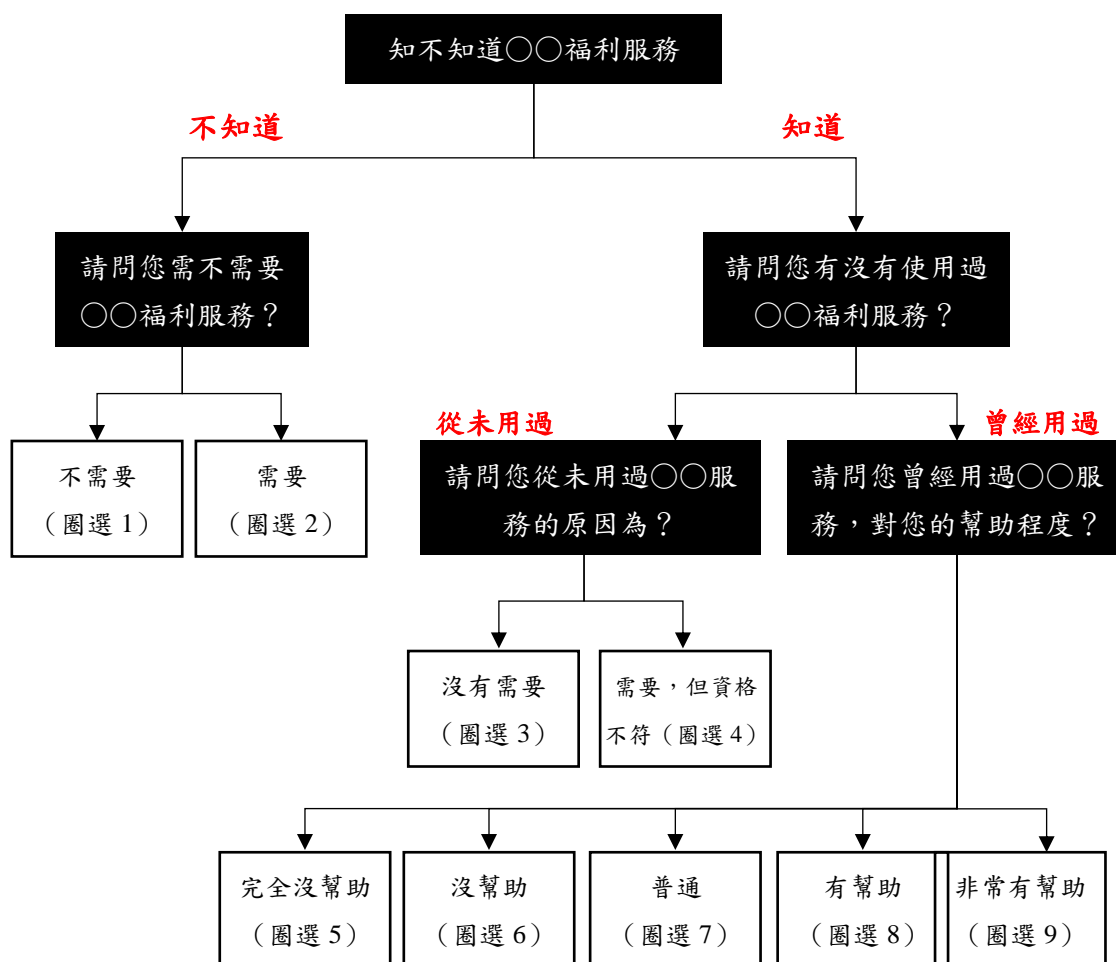 知不知道○○福利服務
不知道
知道
請問您需不需要
○○福利服務？
請問您有沒有使用過
○○福利服務？
從未用過
曾經用過
不需要
（圈選 1）
需要
（圈選 2）
請問您從未用過○○服
務的原因為？
請問您曾經用過○○服
務，對您的幫助程度？
沒有需要
（圈選 3）
需要，但資格
不符（圈選 4）
完全沒幫助
（圈選 5）
沒幫助
（圈選 6）
普通
（圈選 7）
有幫助
（圈選 8）
非常有幫助
（圈選 9）